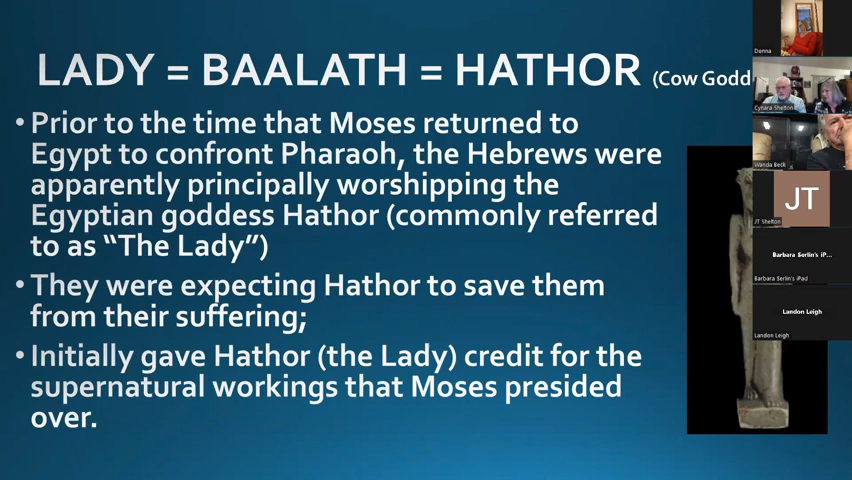 LADY = BAALATH = HATHOR (Cow Godd
• Prior to the time that Moses returned to
Egypt to confront Pharaoh, the Hebrews were
apparently principally worshipping the
Egyptian goddess Hathor (commonly referred
to as “The Lady”)
• They were expecting Hathor to save them
from their suffering;
• Initially gave Hathor (the Lady) credit for the
supernatural workings that Moses presided
over.
Denna
Cynara Shelton
Wanda Beck
JT
JT Shelton
Barbara Serlin's iP...
Barbara Serlin's iPad
Landon Leigh
Landon Leigh